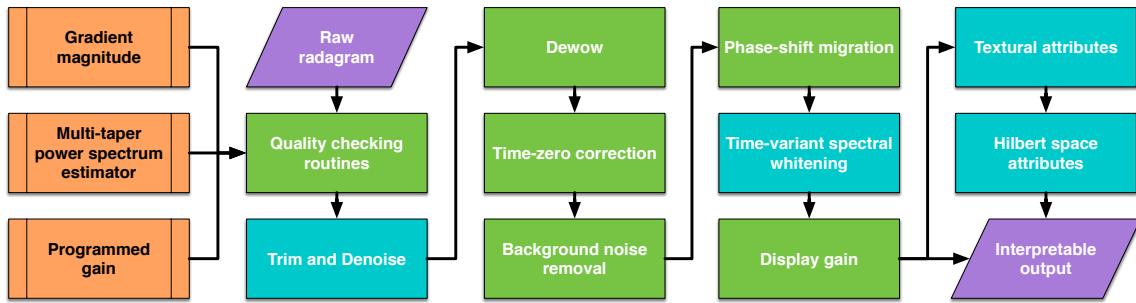 Gradient
magnitude
Multi-taper
power spectrum
estimator
Programmed
gain
Raw
radagram
Quality checking
routines
Trim and Denoise
Dewow
Time-zero correction
Background noise
removal
Phase-shift migration
Time-variant spectral
whitening
Display gain
Textural attributes
Hilbert space
attributes
Interpretable
output